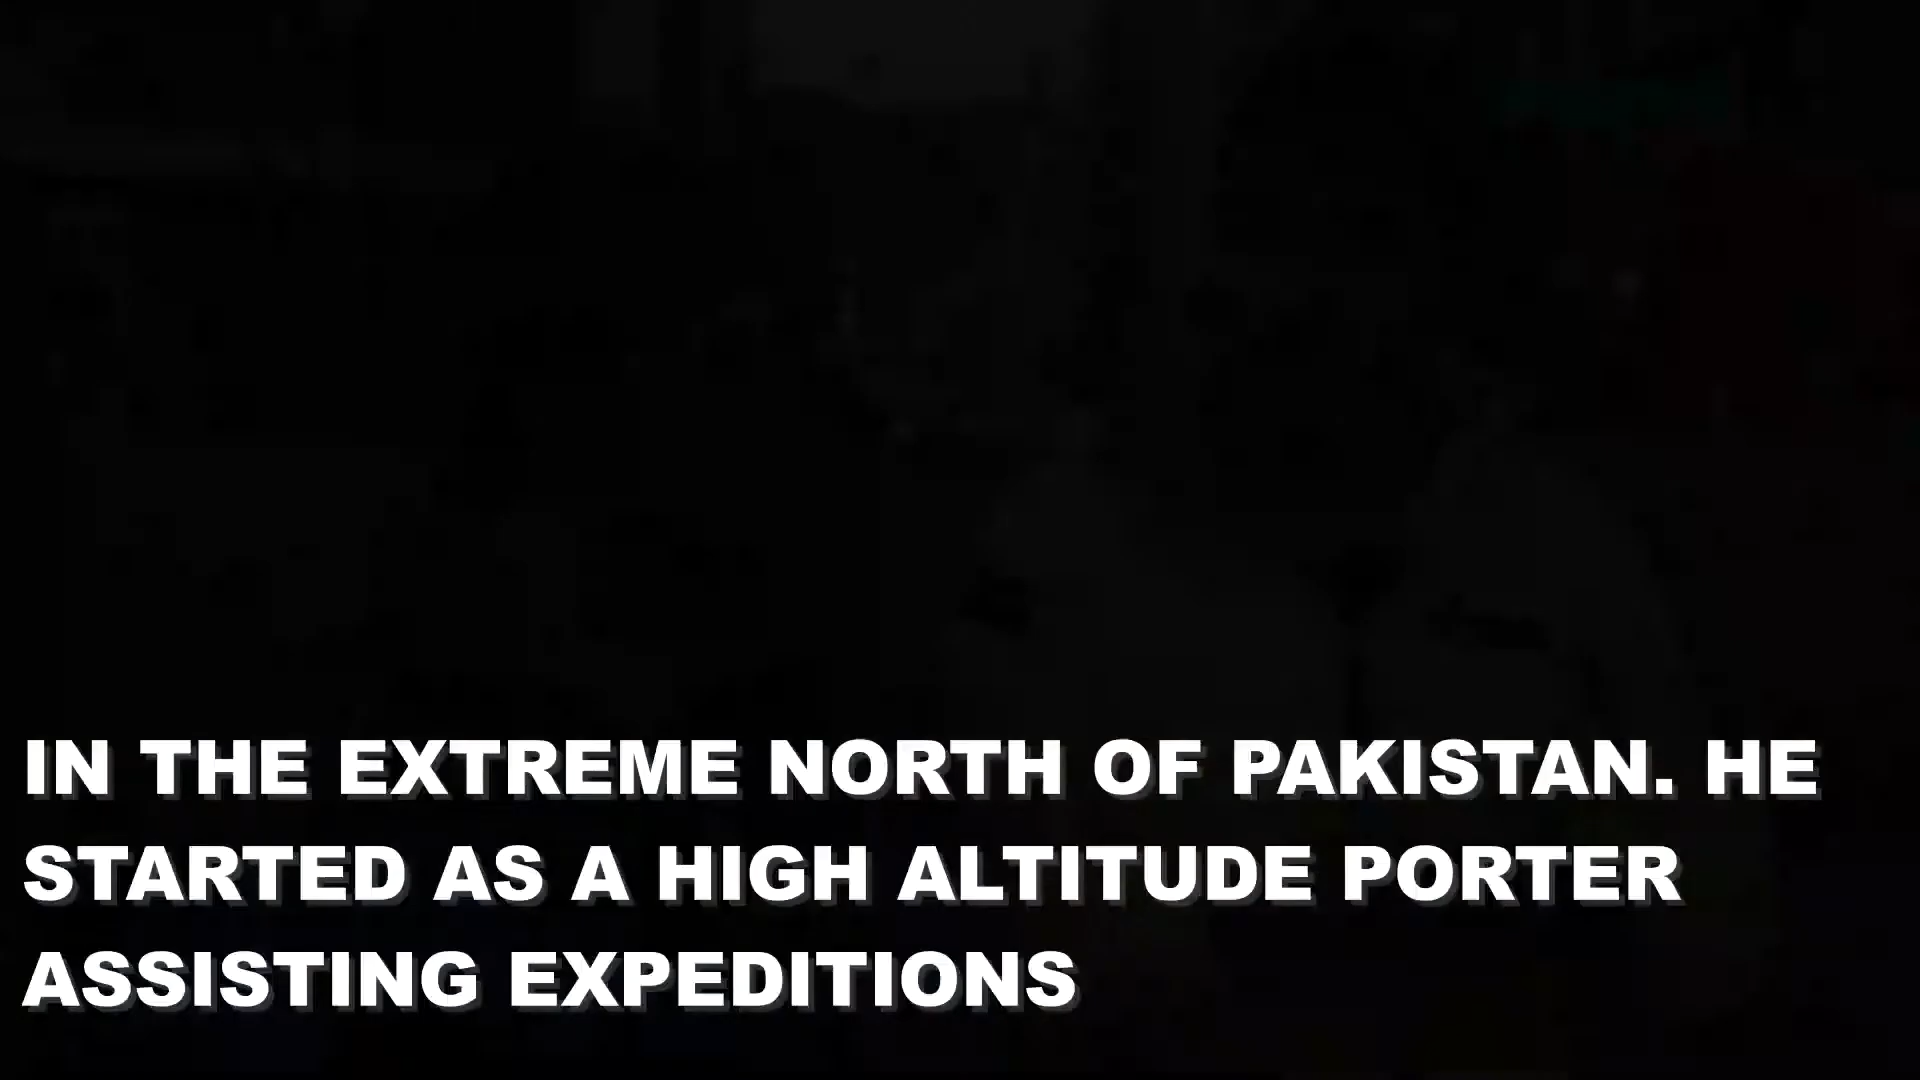 IN THE EXTREME NORTH OF PAKISTAN. HE
STARTED AS A HIGH ALTITUDE PORTER
ASSISTING EXPEDITIONS